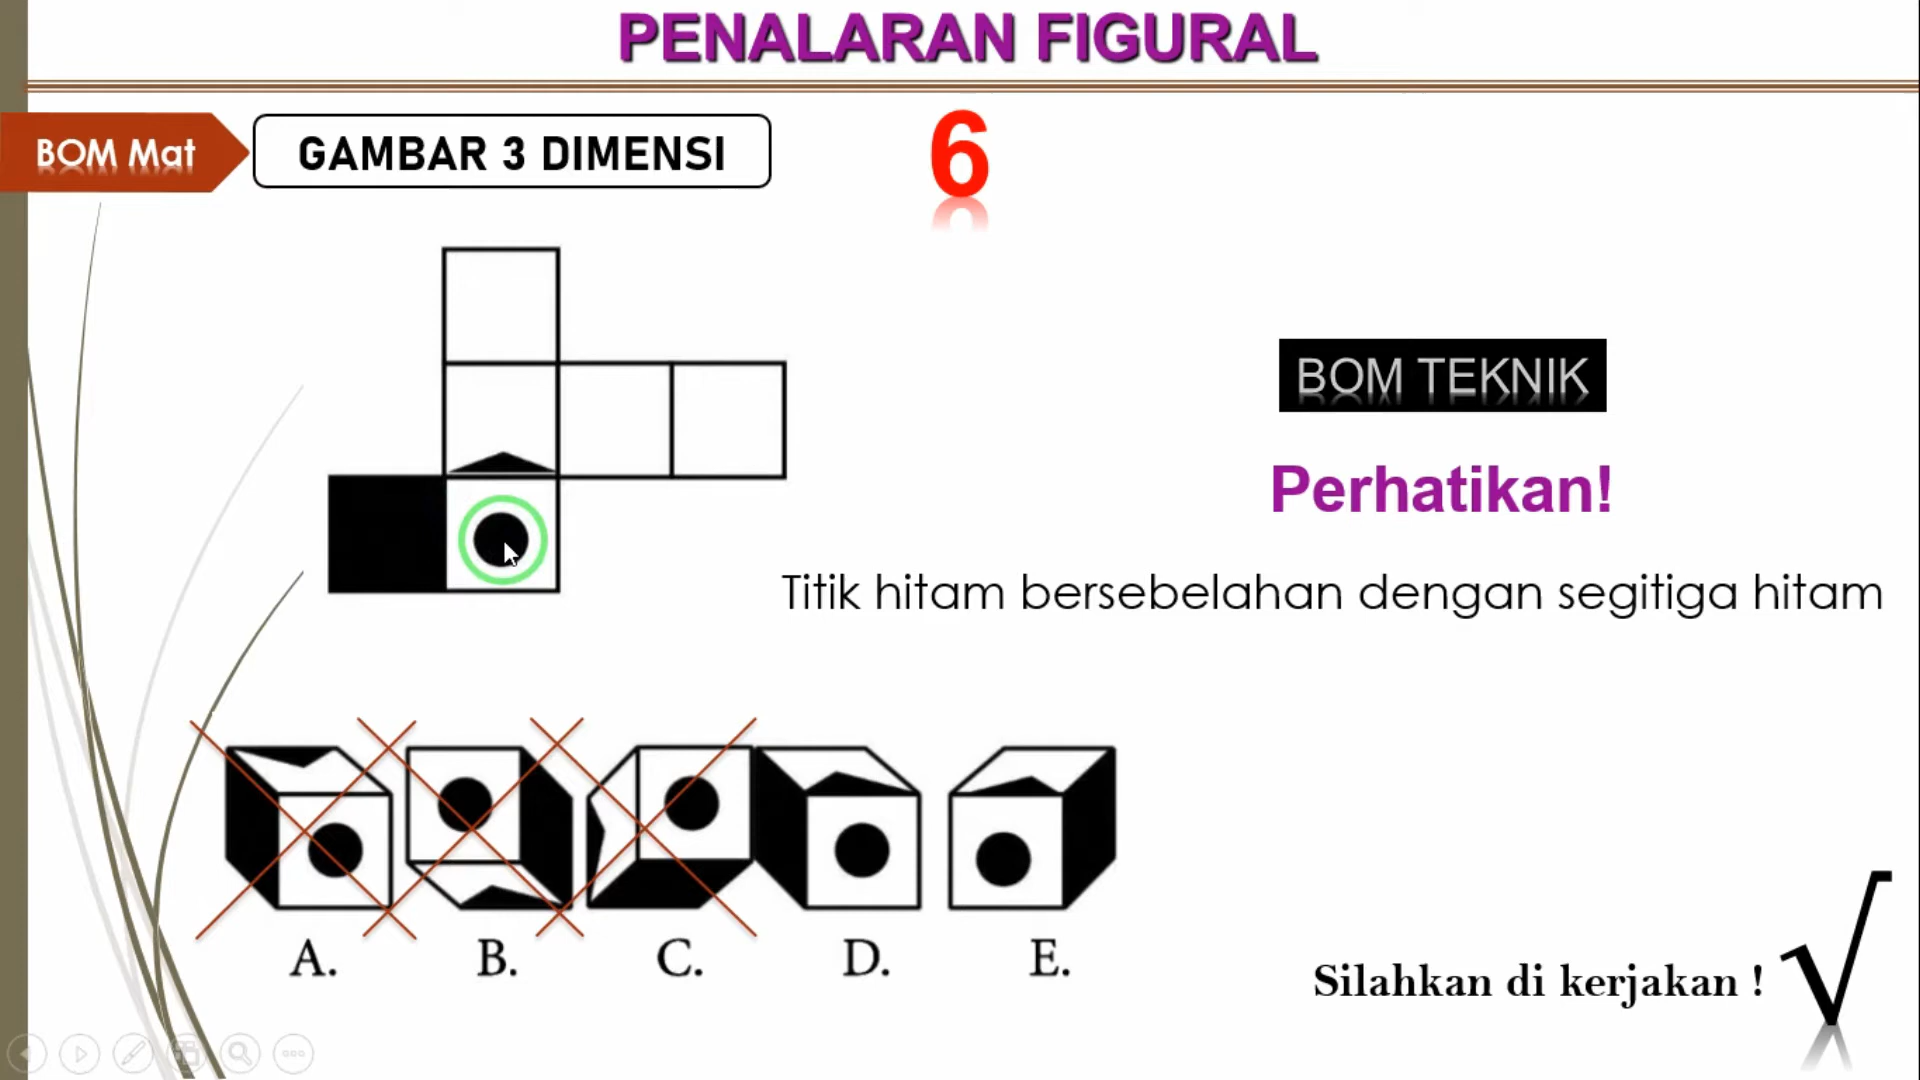 PENALARAN FIGURAL
BOM Mat
GAMBAR 3 DIMENSI
6
BOM TEKNIK
Perhatikan!
Titik hitam bersebelahan dengan segitiga hitam
A. B. C. D. E.
Silahkan di kerjakan !